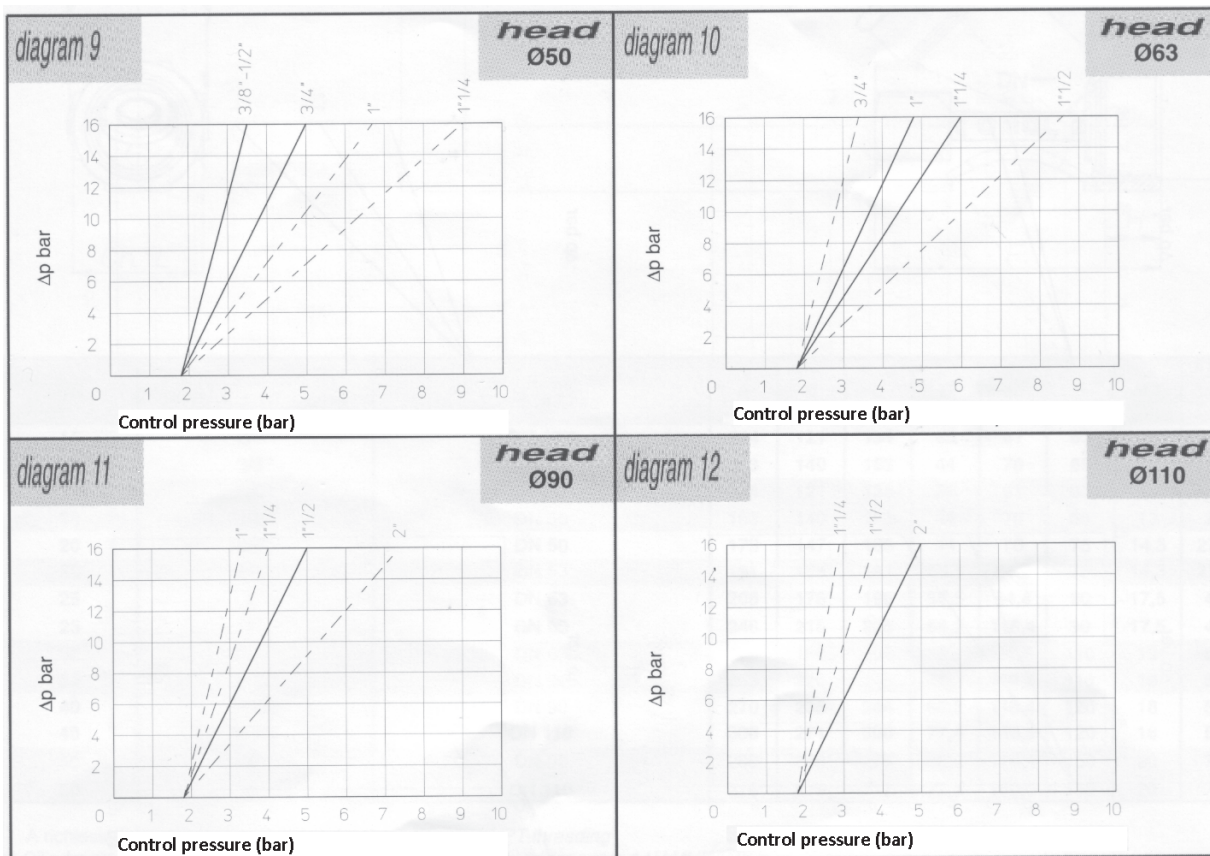 diagram 9
head
Ø50
3/8"-1/2"
3/4"
1"
1"1/4
16
14
12
10
8
6
4
2
Δp bar
0 1 2 3 4 5 6 7 8 9 10
Control pressure (bar)
diagram 10
head
Ø63
3/4"
1"
1"1/4
1"1/2
16
14
12
10
8
6
4
2
Δp bar
0 1 2 3 4 5 6 7 8 9 10
Control pressure (bar)
diagram 11
head
Ø90
1"
1"1/4
1"1/2
2"
16
14
12
10
8
6
4
2
Δp bar
0 1 2 3 4 5 6 7 8 9 10
Control pressure (bar)
diagram 12
head
Ø110
1"1/4
1"1/2
2"
16
14
12
10
8
6
4
2
Δp bar
0 1 2 3 4 5 6 7 8 9 10
Control pressure (bar)